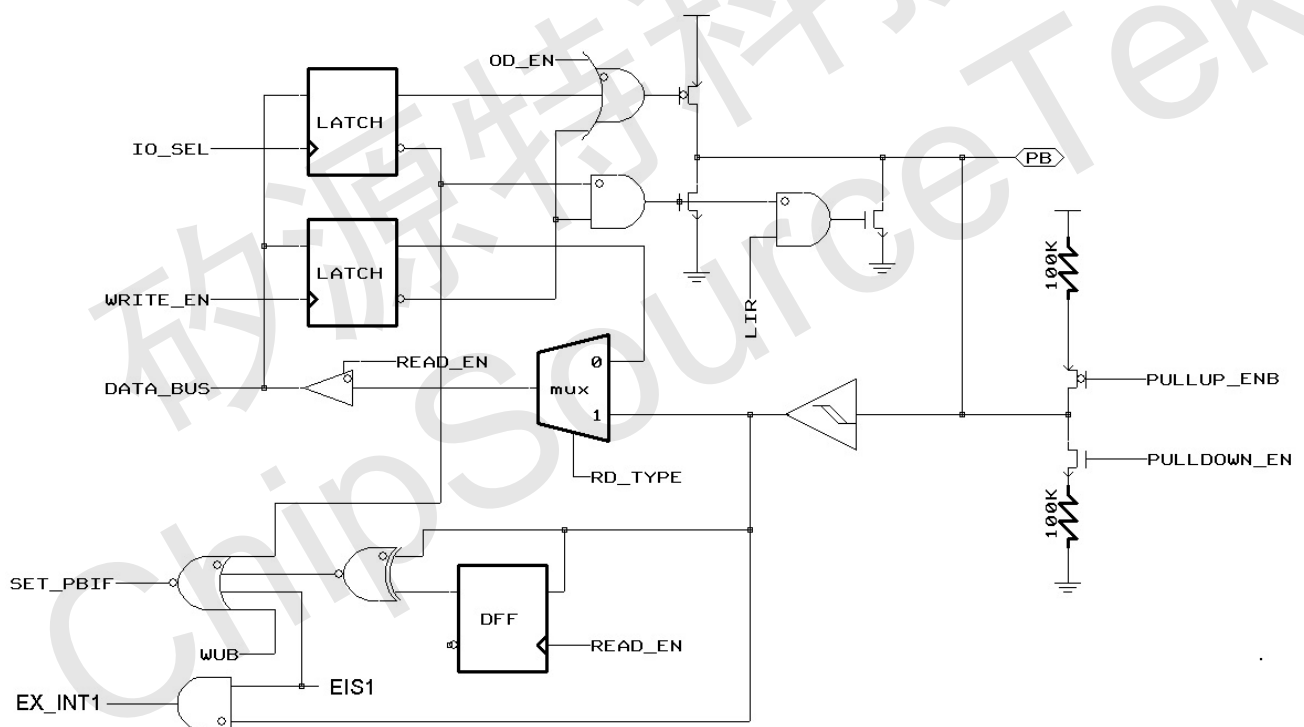 OD_EN
LATCH
IO_SEL
PB
LATCH
WRITE_EN
LIR
100K
READ_EN
DATA_BUS
mux
0
1
PULLUP_ENB
RD_TYPE
PULLDOWN_EN
100K
SET_PBIF
DFF
READ_EN
WUB
EIS1
EX_INT1
矽源特科
ChipSourceTek